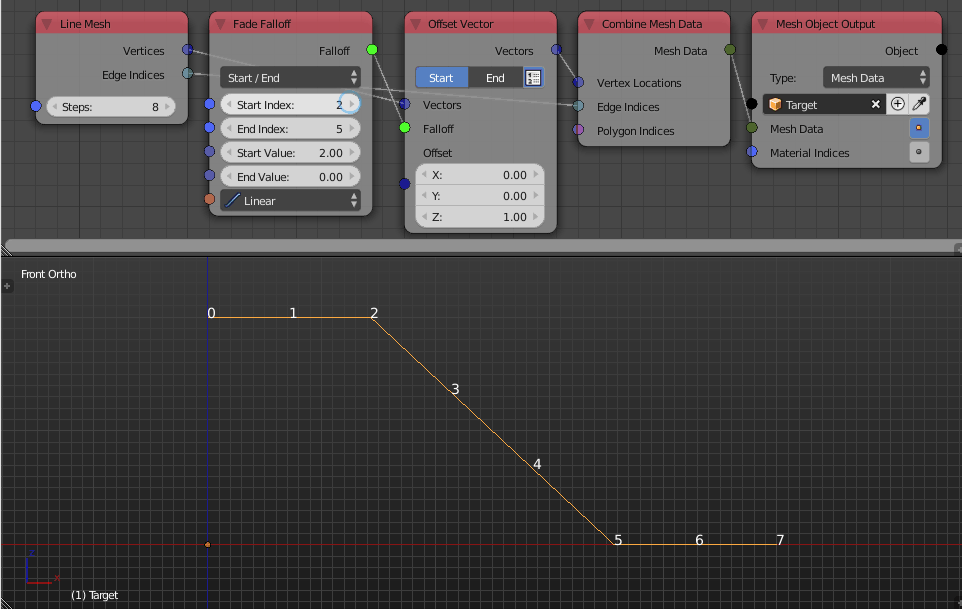 Line Mesh
Vertices
Edge Indices
Steps: 8
Fade Falloff
Falloff
Start / End
Start Index: 2
End Index: 5
Start Value: 2.00
End Value: 0.00
Linear
Offset Vector
Vectors
Start End
Vectors
Falloff
Offset
X: 0.00
Y: 0.00
Z: 1.00
Combine Mesh Data
Mesh Data
Vertex Locations
Edge Indices
Polygon Indices
Mesh Object Output
Object
Type: Mesh Data
Target
Mesh Data
Material Indices
Front Ortho
0 1 2
3
4
5 6 7
z
x
(1) Target